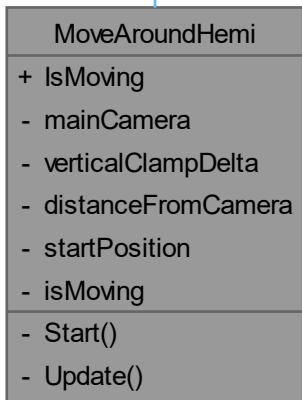 MoveAroundHemi
+ IsMoving
- mainCamera
- verticalClampDelta
- distanceFromCamera
- startPosition
- isMoving
- Start()
- Update()